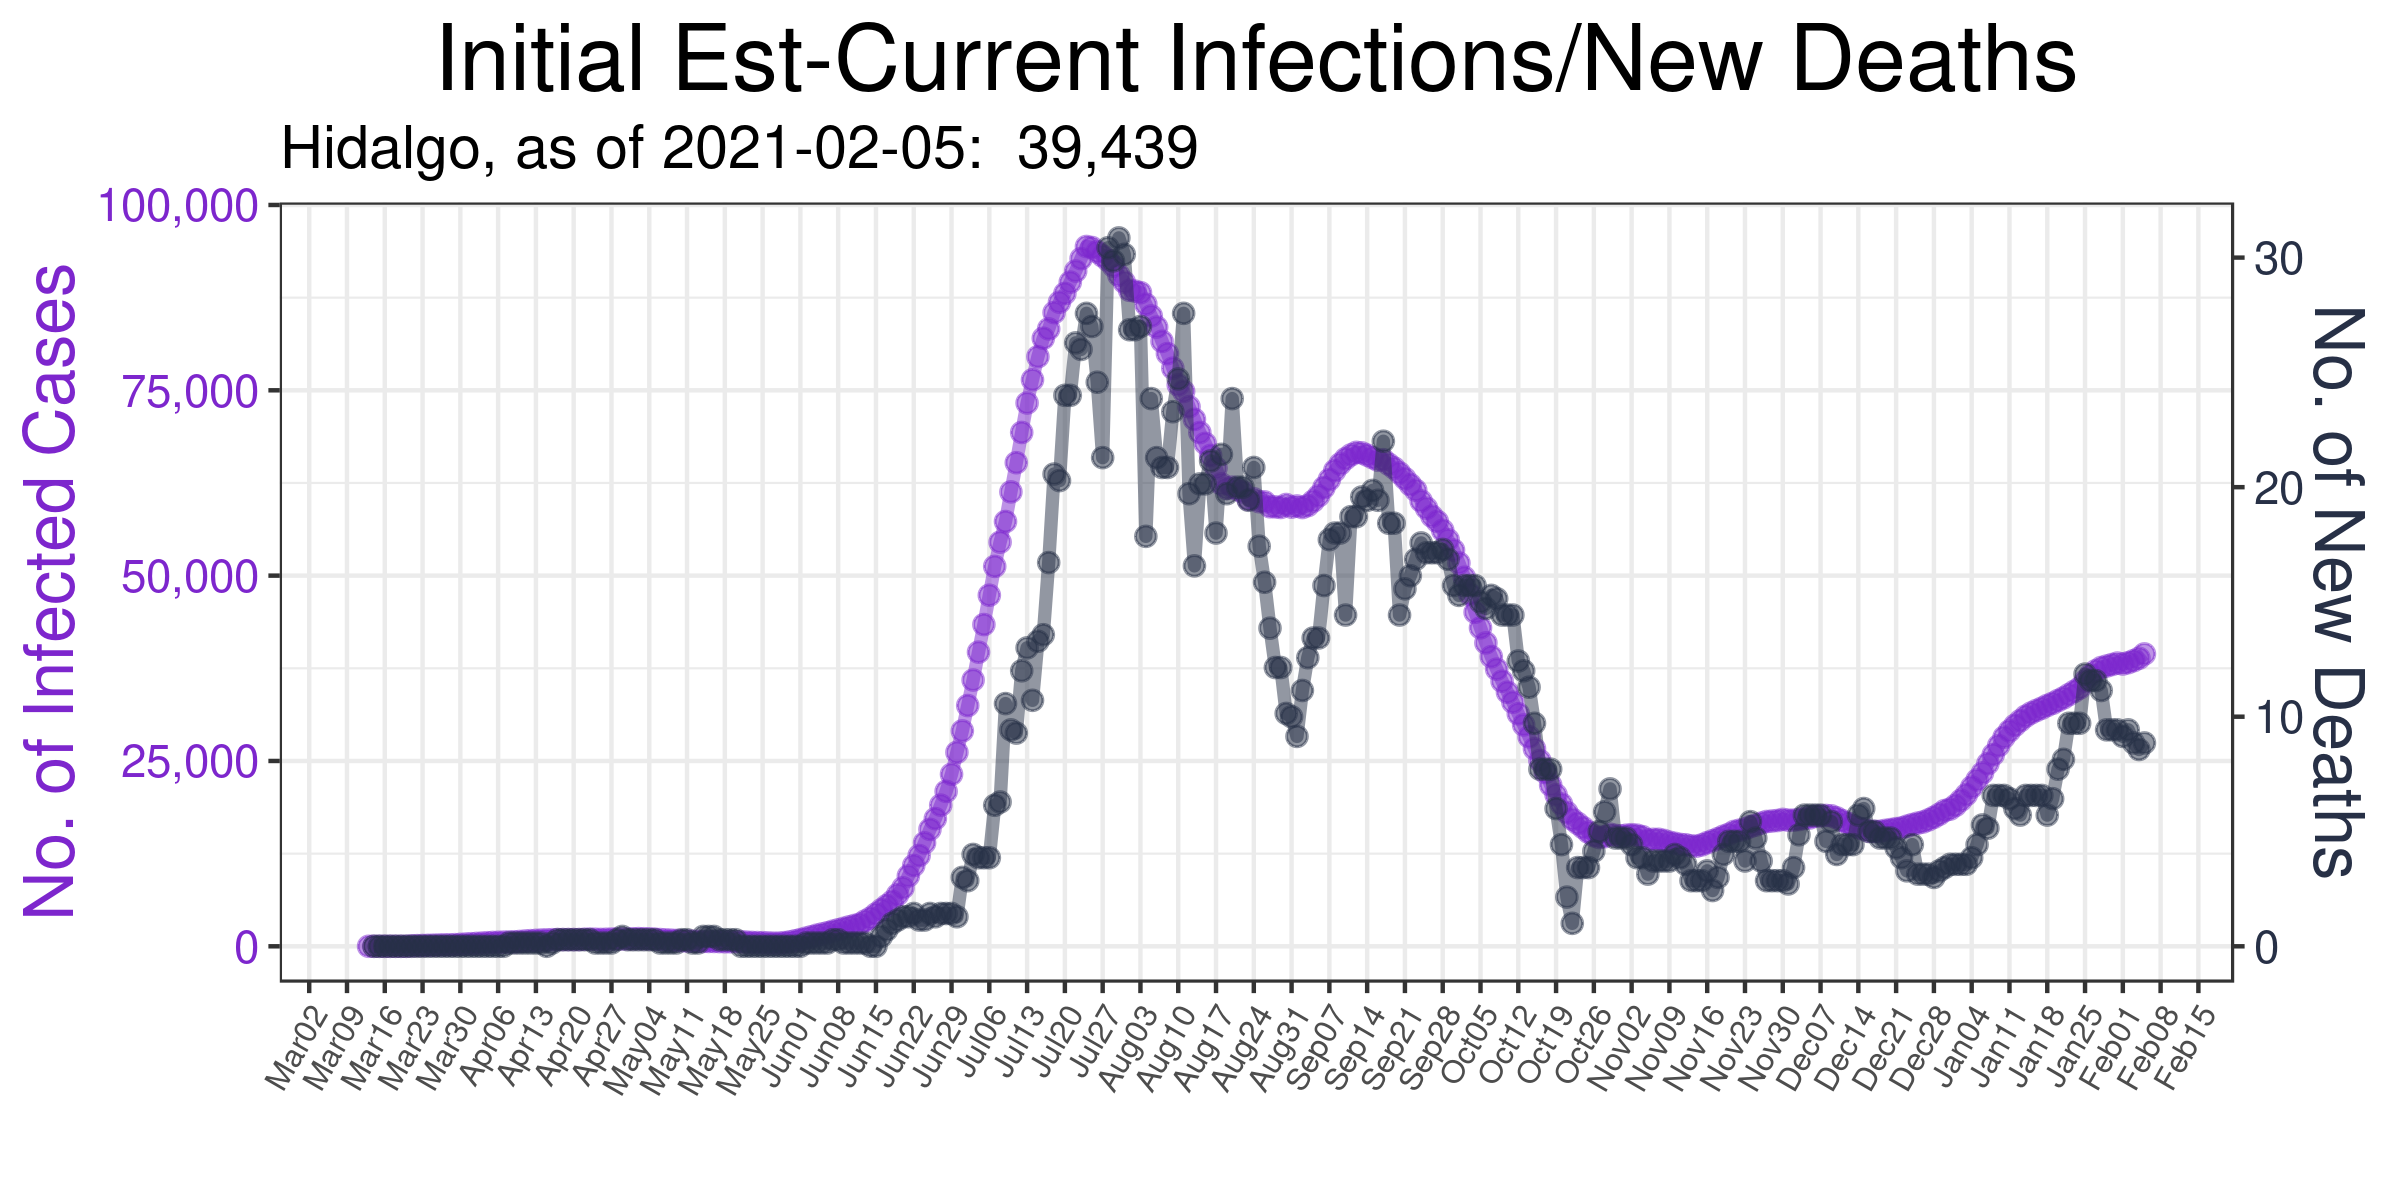 Initial Est-Current Infections/New Deaths
Hidalgo, as of 2021-02-05:  39,439
No. of Infected Cases
100,000
75,000
50,000
25,000
0
30
20
10
0
No. of New Deaths
Mar02
Mar09
Mar16
Mar23
Mar30
Apr06
Apr13
Apr20
Apr27
May04
May11
May18
May25
Jun01
Jun08
Jun15
Jun22
Jun29
Jul06
Jul13
Jul20
Jul27
Aug03
Aug10
Aug17
Aug24
Aug31
Sep07
Sep14
Sep21
Sep28
Oct05
Oct12
Oct19
Oct26
Nov02
Nov09
Nov16
Nov23
Nov30
Dec07
Dec14
Dec21
Dec28
Jan04
Jan11
Jan18
Jan25
Feb01
Feb08
Feb15